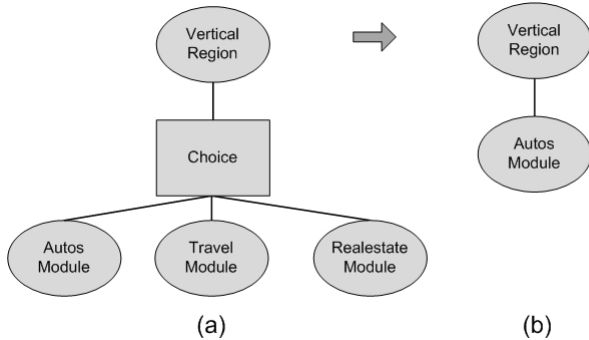 Vertical
Region
Choice
Autos
Module
Travel
Module
Realestate
Module
(a)
Vertical
Region
Autos
Module
(b)